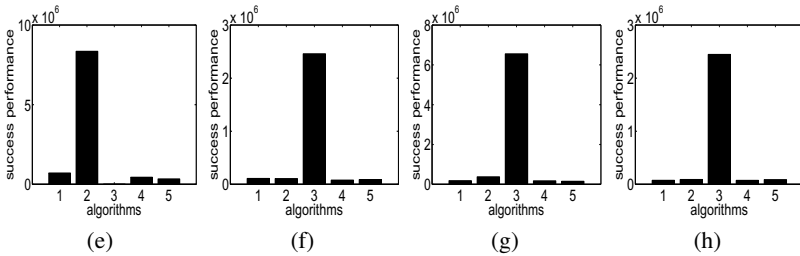 x 10^6
success performance
10
5
0
1 2 3 4 5
algorithms
(e)
x 10^6
success performance
3
2
1
0
1 2 3 4 5
algorithms
(f)
x 10^6
success performance
8
6
4
2
0
1 2 3 4 5
algorithms
(g)
x 10^6
success performance
3
2
1
0
1 2 3 4 5
algorithms
(h)